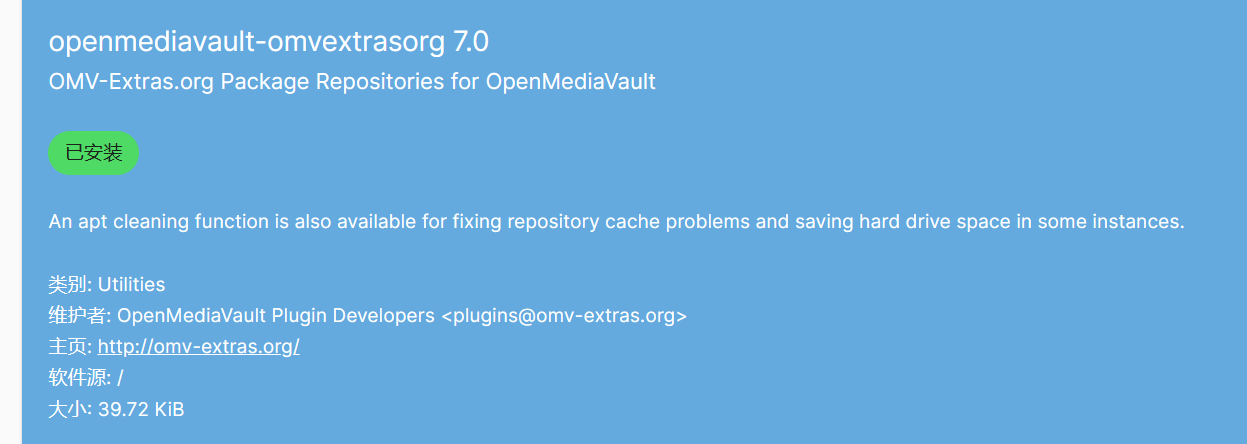 openmediavault-omvextrasorg 7.0
OMV-Extras.org Package Repositories for OpenMediaVault
已安装
An apt cleaning function is also available for fixing repository cache problems and saving hard drive space in some instances.
类别: Utilities
维护者: OpenMediaVault Plugin Developers <plugins@omv-extras.org>
主页: http://omv-extras.org/
软件源: /
大小: 39.72 KiB